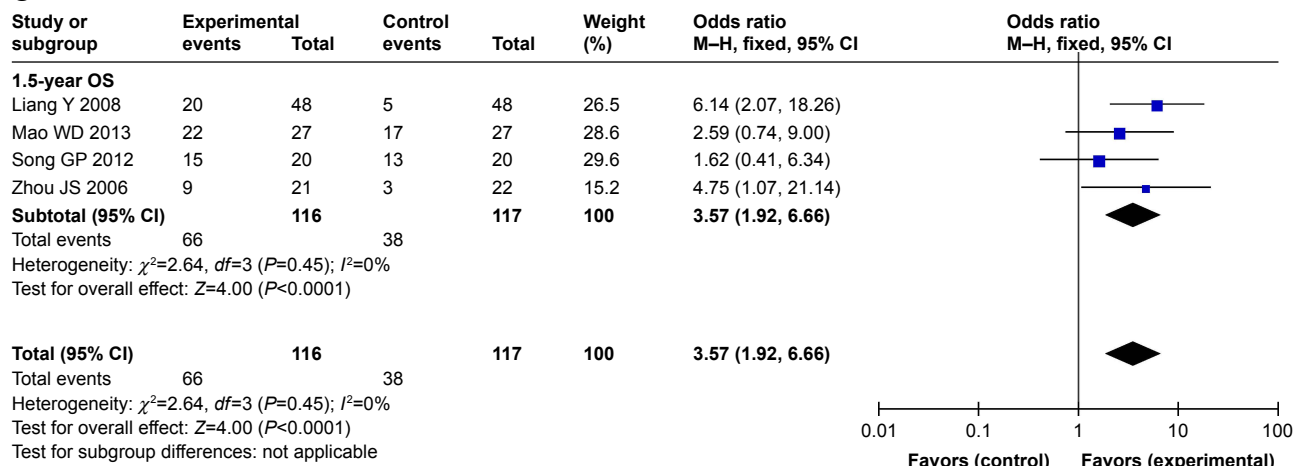 Study or Experimental Control Weight Odds ratio Odds ratio
subgroup events Total events Total (%) M–H, fixed, 95% CI M–H, fixed, 95% CI
1.5-year OS
Liang Y 2008 20 48 5 48 26.5 6.14 (2.07, 18.26)
Mao WD 2013 22 27 17 27 28.6 2.59 (0.74, 9.00)
Song GP 2012 15 20 13 20 29.6 1.62 (0.41, 6.34)
Zhou JS 2006 9 21 3 22 15.2 4.75 (1.07, 21.14)
Subtotal (95% CI) 116 117 100 3.57 (1.92, 6.66)
Total events 66 38
Heterogeneity: χ²=2.64, df=3 (P=0.45); I²=0%
Test for overall effect: Z=4.00 (P<0.0001)
Total (95% CI) 116 117 100 3.57 (1.92, 6.66)
Total events 66 38
Heterogeneity: χ²=2.64, df=3 (P=0.45); I²=0%
Test for overall effect: Z=4.00 (P<0.0001)
Test for subgroup differences: not applicable
0.01 0.1 1 10 100
Favors (control) Favors (experimental)